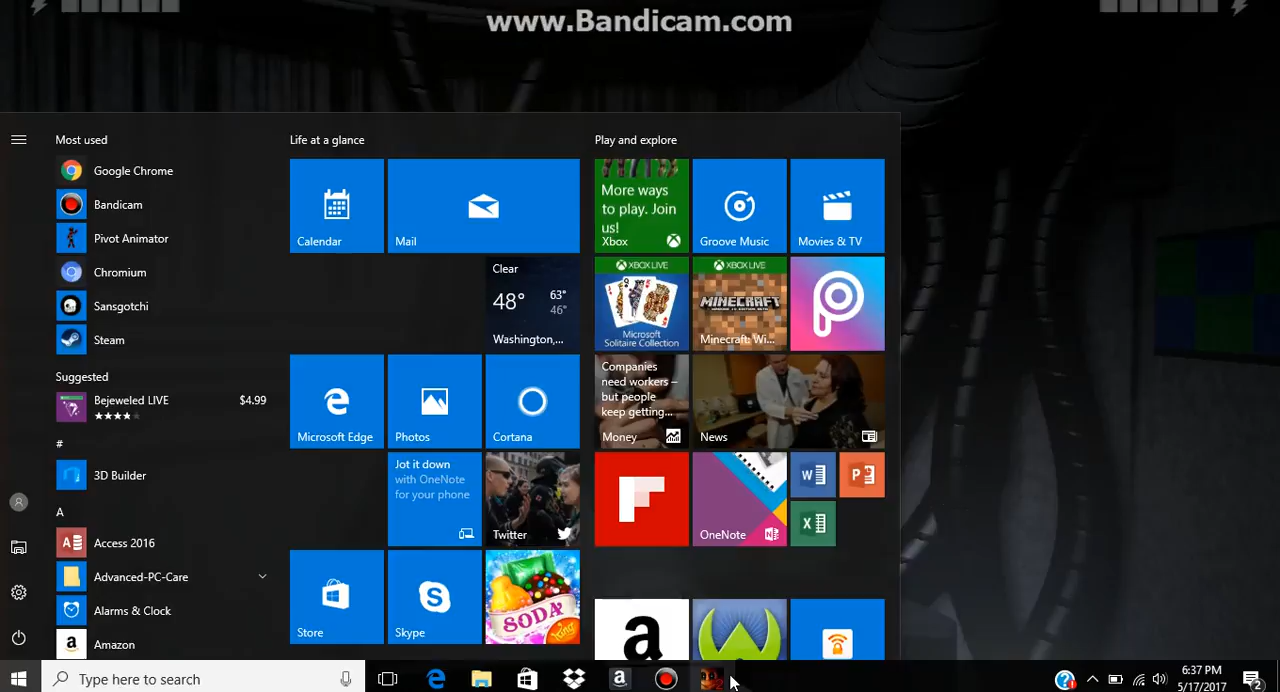 www.Bandicam.com
Most used
Google Chrome
Bandicam
Pivot Animator
Chromium
Sansgotchi
Steam
Suggested
Bejeweled LIVE $4.99
#
3D Builder
A
Access 2016
Advanced-PC-Care
Alarms & Clock
Amazon
Life at a glance
Calendar
Mail
Clear
48° 63°
46°
Washington,...
Microsoft Edge
Photos
Cortana
Jot it down
with OneNote
for your phone
Twitter
Store
Skype
SODA
King
Play and explore
More ways
to play. Join
us!
Xbox
Groove Music
Movies & TV
XBOX LIVE
Microsoft
Solitaire Collection
XBOX LIVE
MINECRAFT
Minecraft: Wi...
Companies
need workers –
but people
keep getting...
Money
News
OneNote
W
P
X
a
Type here to search
6:37 PM
5/17/2017
2